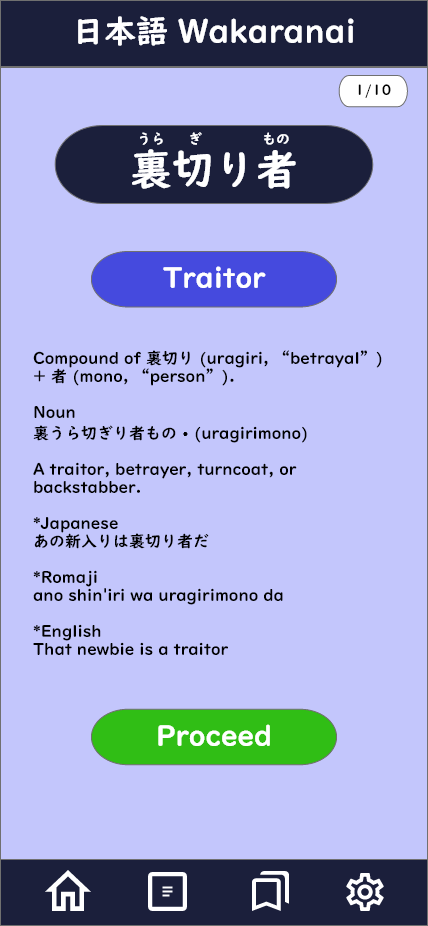 日本語 Wakaranai
1/10
うら ぎ もの
裏切り者
Traitor
Compound of 裏切り (uragiri, “betrayal” )
+ 者 (mono, “person” ).
Noun
裏うら切ぎり者もの • (uragirimono)
A traitor, betrayer, turncoat, or
backstabber.
*Japanese
あの新入りは裏切り者だ
*Romaji
ano shin'iri wa uragirimono da
*English
That newbie is a traitor
Proceed